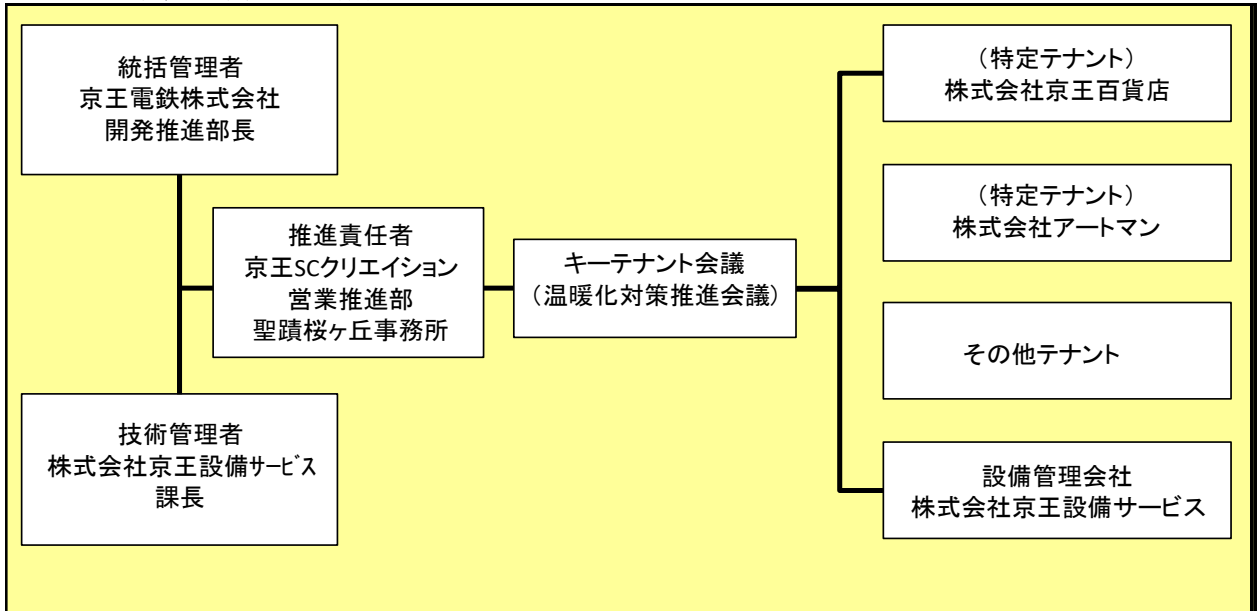 統括管理者
京王電鉄株式会社
開発推進部長
推進責任者
京王SCクリエイション
営業推進部
聖蹟桜ヶ丘事務所
技術管理者
株式会社京王設備ｻｰﾋﾞｽ
課長
キーテナント会議
（温暖化対策推進会議）
（特定テナント）
株式会社京王百貨店
（特定テナント）
株式会社アートマン
その他テナント
設備管理会社
株式会社京王設備サービス